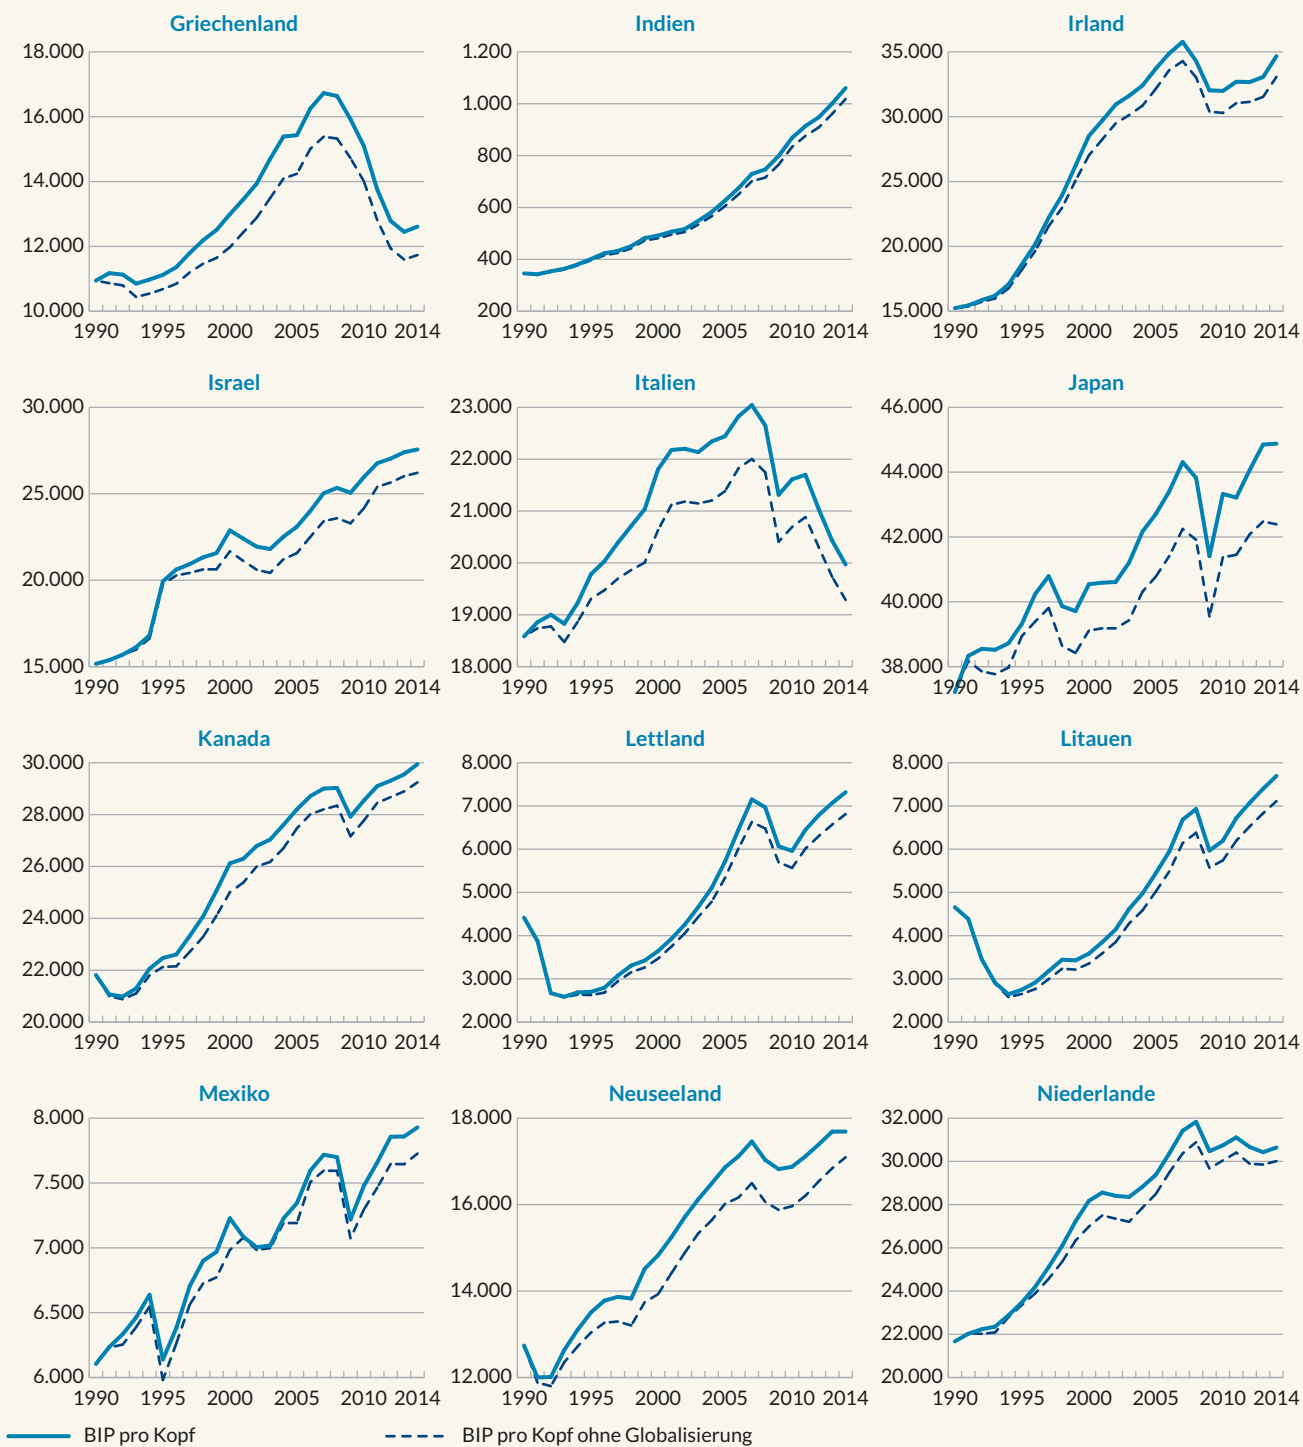 Griechenland
18.000
16.000
14.000
12.000
10.000
1990 1995 2000 2005 2010 2014
Indien
1.200
1.000
800
600
400
200
1990 1995 2000 2005 2010 2014
Irland
35.000
30.000
25.000
20.000
15.000
1990 1995 2000 2005 2010 2014
Israel
30.000
25.000
20.000
15.000
1990 1995 2000 2005 2010 2014
Italien
23.000
22.000
21.000
20.000
19.000
18.000
1990 1995 2000 2005 2010 2014
Japan
46.000
44.000
42.000
40.000
38.000
1990 1995 2000 2005 2010 2014
Kanada
30.000
28.000
26.000
24.000
22.000
20.000
1990 1995 2000 2005 2010 2014
Lettland
8.000
7.000
6.000
5.000
4.000
3.000
2.000
1990 1995 2000 2005 2010 2014
Litauen
8.000
7.000
6.000
5.000
4.000
3.000
2.000
1990 1995 2000 2005 2010 2014
Mexiko
8.000
7.500
7.000
6.500
6.000
1990 1995 2000 2005 2010 2014
Neuseeland
18.000
16.000
14.000
12.000
1990 1995 2000 2005 2010 2014
Niederlande
32.000
30.000
28.000
26.000
24.000
22.000
20.000
1990 1995 2000 2005 2010 2014
BIP pro Kopf
BIP pro Kopf ohne Globalisierung